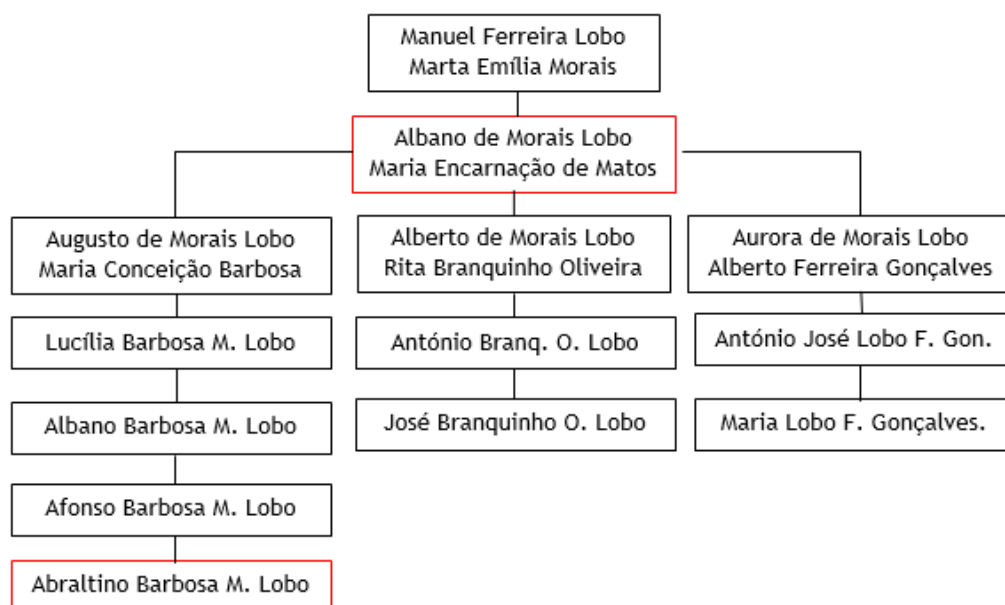 Manuel Ferreira Lobo
Marta Emília Morais
Albano de Morais Lobo
Maria Encarnação de Matos
Augusto de Morais Lobo
Maria Conceição Barbosa
Alberto de Morais Lobo
Rita Branquinho Oliveira
Aurora de Morais Lobo
Alberto Ferreira Gonçalves
Lucília Barbosa M. Lobo
António Branq. O. Lobo
António José Lobo F. Gon.
Albano Barbosa M. Lobo
José Branquinho O. Lobo
Maria Lobo F. Gonçalves.
Afonso Barbosa M. Lobo
Abraltino Barbosa M. Lobo